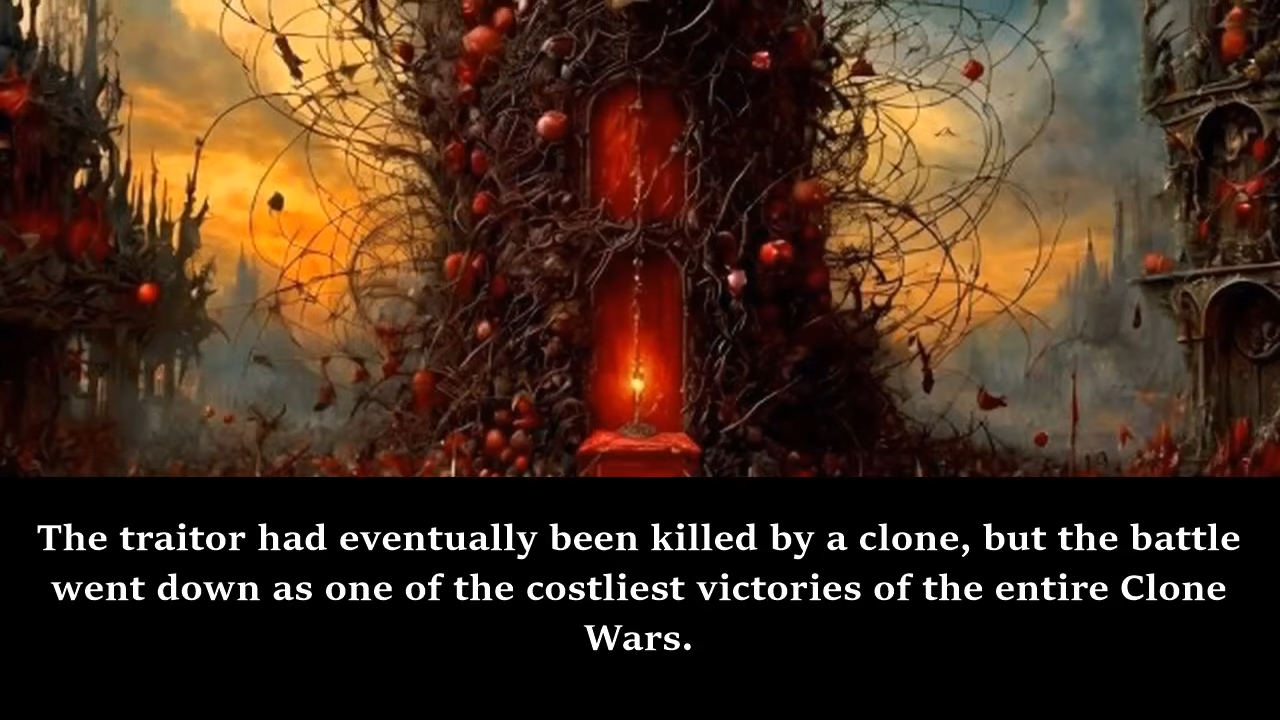 The traitor had eventually been killed by a clone, but the battle
went down as one of the costliest victories of the entire Clone
Wars.